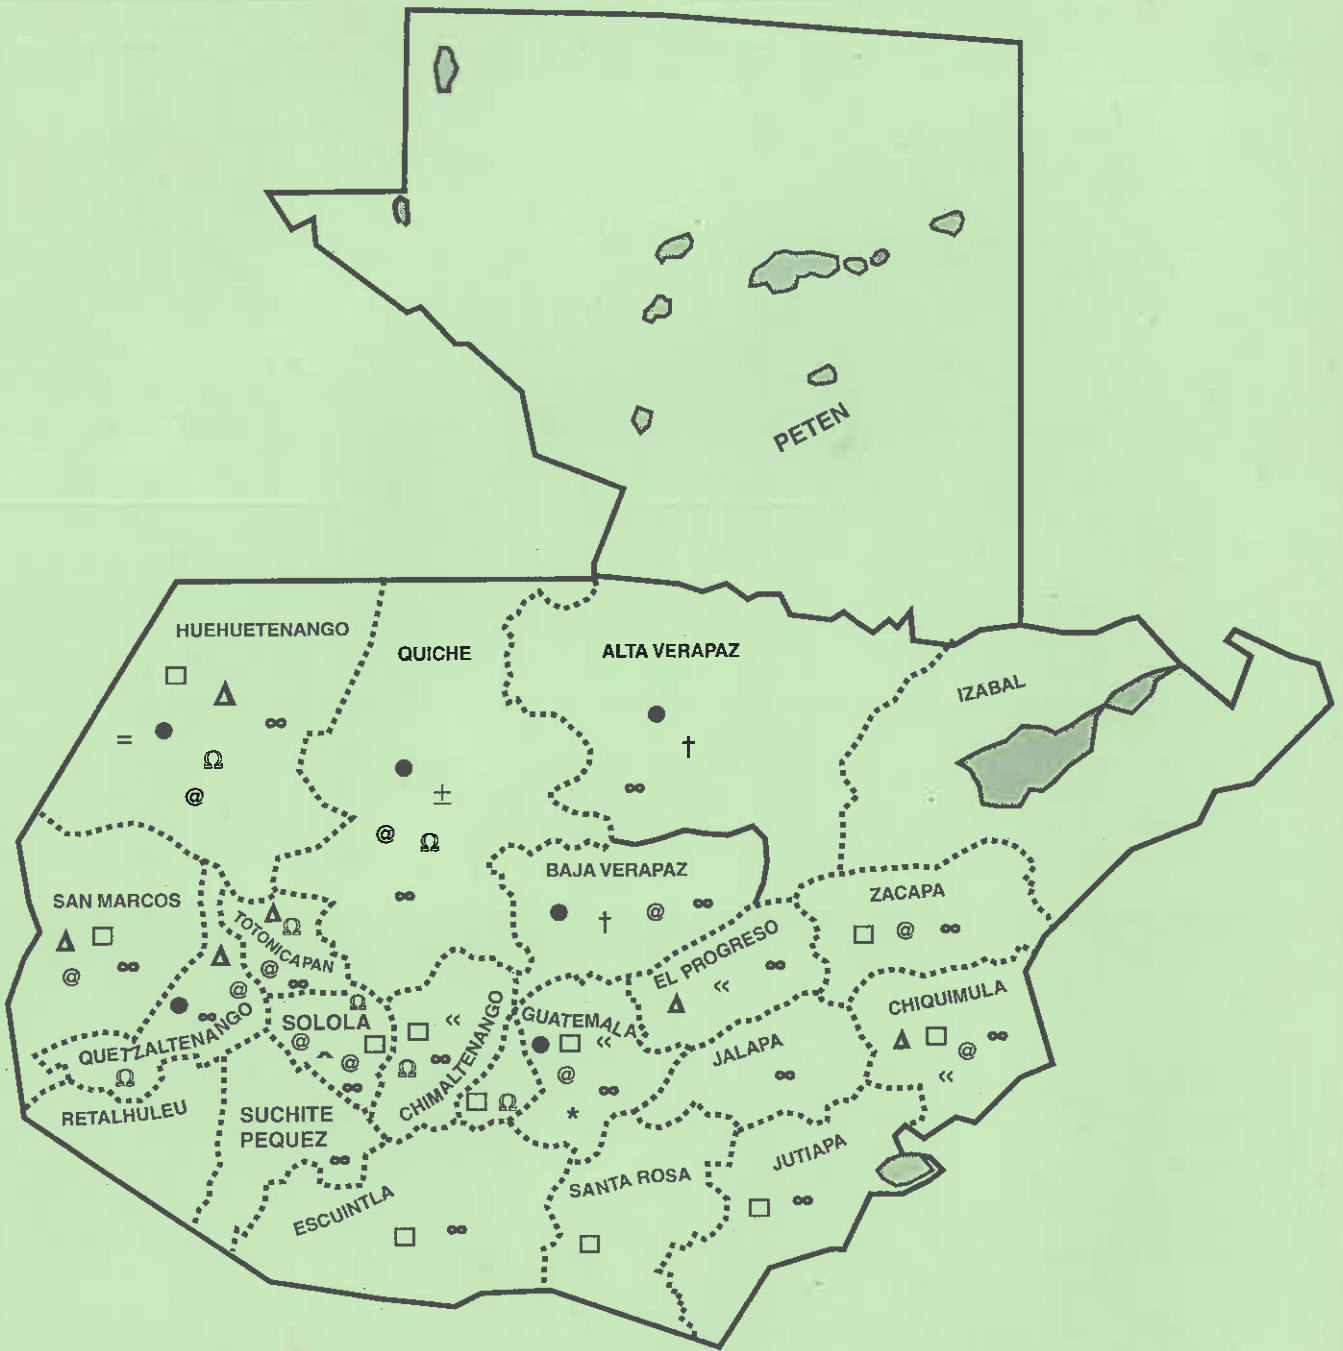 PETEN
HUEHUETENANGO
QUICHE
ALTA VERAPAZ
IZABAL
†
=
Ω
@
∞
±
@ Ω
∞
∞
BAJA VERAPAZ
† @ ∞
ZACAPA
@ ∞
SAN MARCOS
@ ∞
TOTONICAPAN
Ω
@ ∞
EL PROGRESO
« ∞
QUETZALTENANGO
@ ∞
Ω
SOLOLA
Ω
@ ^ @
∞
CHIMALTENANGO
«
Ω ∞
Ω
GUATEMALA
«
@ ∞
*
JALAPA
∞
CHIQUIMULA
@ ∞
«
RETALHULEU
SUCHITE
PEQUEZ
∞
ESCUINTLA
∞
SANTA ROSA
JUTIAPA
∞